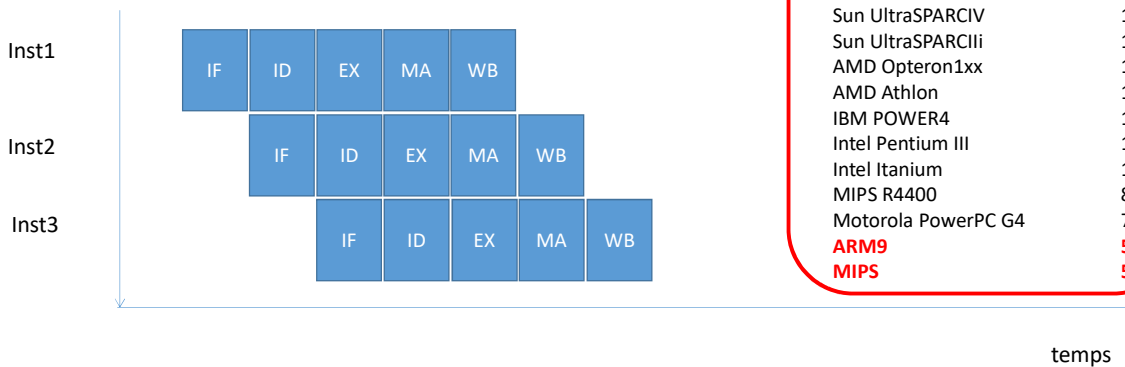 Inst1
IF ID EX MA WB
Inst2
IF ID EX MA WB
Inst3
IF ID EX MA WB
temps
Sun UltraSPARCIV
Sun UltraSPARCIIi
AMD Opteron1xx
AMD Athlon
IBM POWER4
Intel Pentium III
Intel Itanium
MIPS R4400
Motorola PowerPC G4
ARM9
MIPS